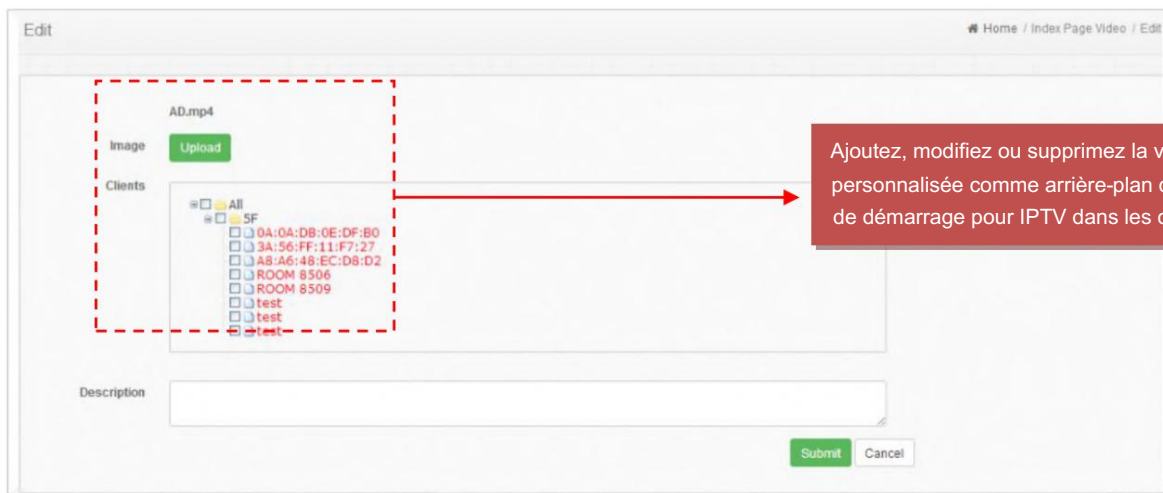 Edit
Home / Index Page Video / Edit
AD.mp4
Image Upload
Clients
All
5F
0A:0A:DB:0E:DF:B0
3A:56:FF:11:F7:27
A8:A6:48:EC:D8:D2
ROOM 8506
ROOM 8509
test
test
test
Ajoutez, modifiez ou supprimez la
personnalisée comme arrière-plan
de démarrage pour IPTV dans les
Description
Submit Cancel